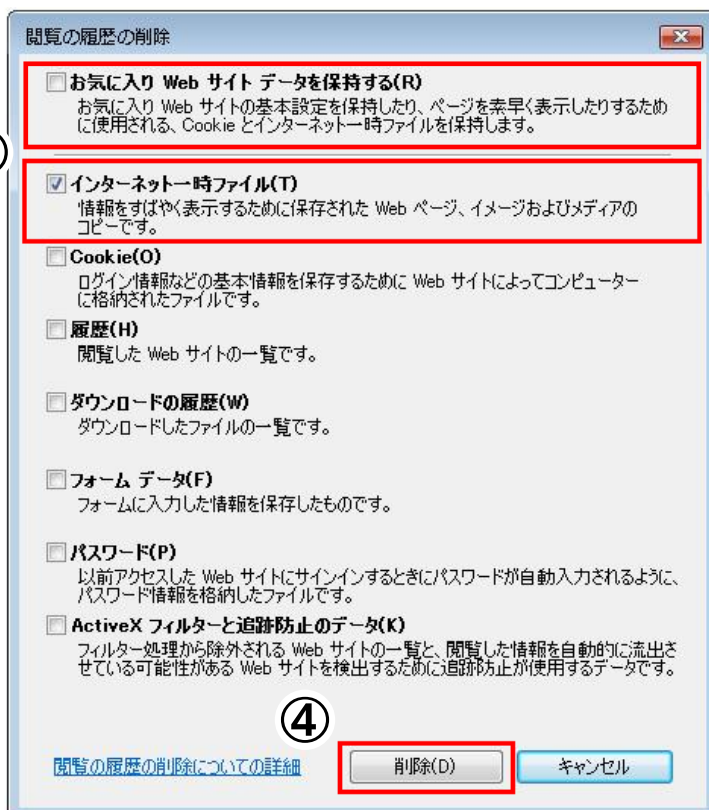 閲覧の履歴の削除
お気に入り Web サイト データを保持する(R)
お気に入り Web サイトの基本設定を保持したり、ページを素早く表示したりするため
に使用される、Cookie とインターネット一時ファイルを保持します。
インターネット一時ファイル(T)
情報をすばやく表示するために保存された Web ページ、イメージおよびメディアの
コピーです。
Cookie(O)
ログイン情報などの基本情報を保存するために Web サイトによってコンピューター
に格納されたファイルです。
履歴(H)
閲覧した Web サイトの一覧です。
ダウンロードの履歴(W)
ダウンロードしたファイルの一覧です。
フォーム データ(F)
フォームに入力した情報を保存したものです。
パスワード(P)
以前アクセスした Web サイトにサインインするときにパスワードが自動入力されるように、
パスワード情報を格納したファイルです。
ActiveX フィルターと追跡防止のデータ(K)
フィルター処理から除外される Web サイトの一覧と、閲覧した情報を自動的に流出さ
せている可能性がある Web サイトを検出するために追跡防止が使用するデータです。
④
閲覧の履歴の削除についての詳細 削除(D) キャンセル